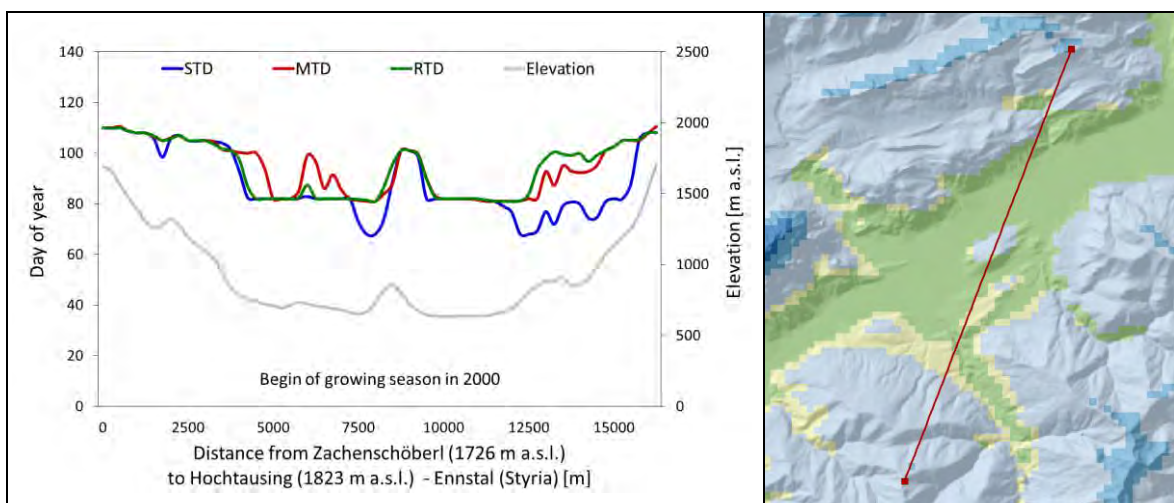 STD MTD RTD Elevation
140
120
100
80
60
40
20
0
Day of year
2500
2000
1500
1000
500
0
Elevation [m a.s.l.]
Begin of growing season in 2000
0 2500 5000 7500 10000 12500 15000
Distance from Zachenschöberl (1726 m a.s.l.)
to Hochtausing (1823 m a.s.l.) - Ennstal (Styria) [m]